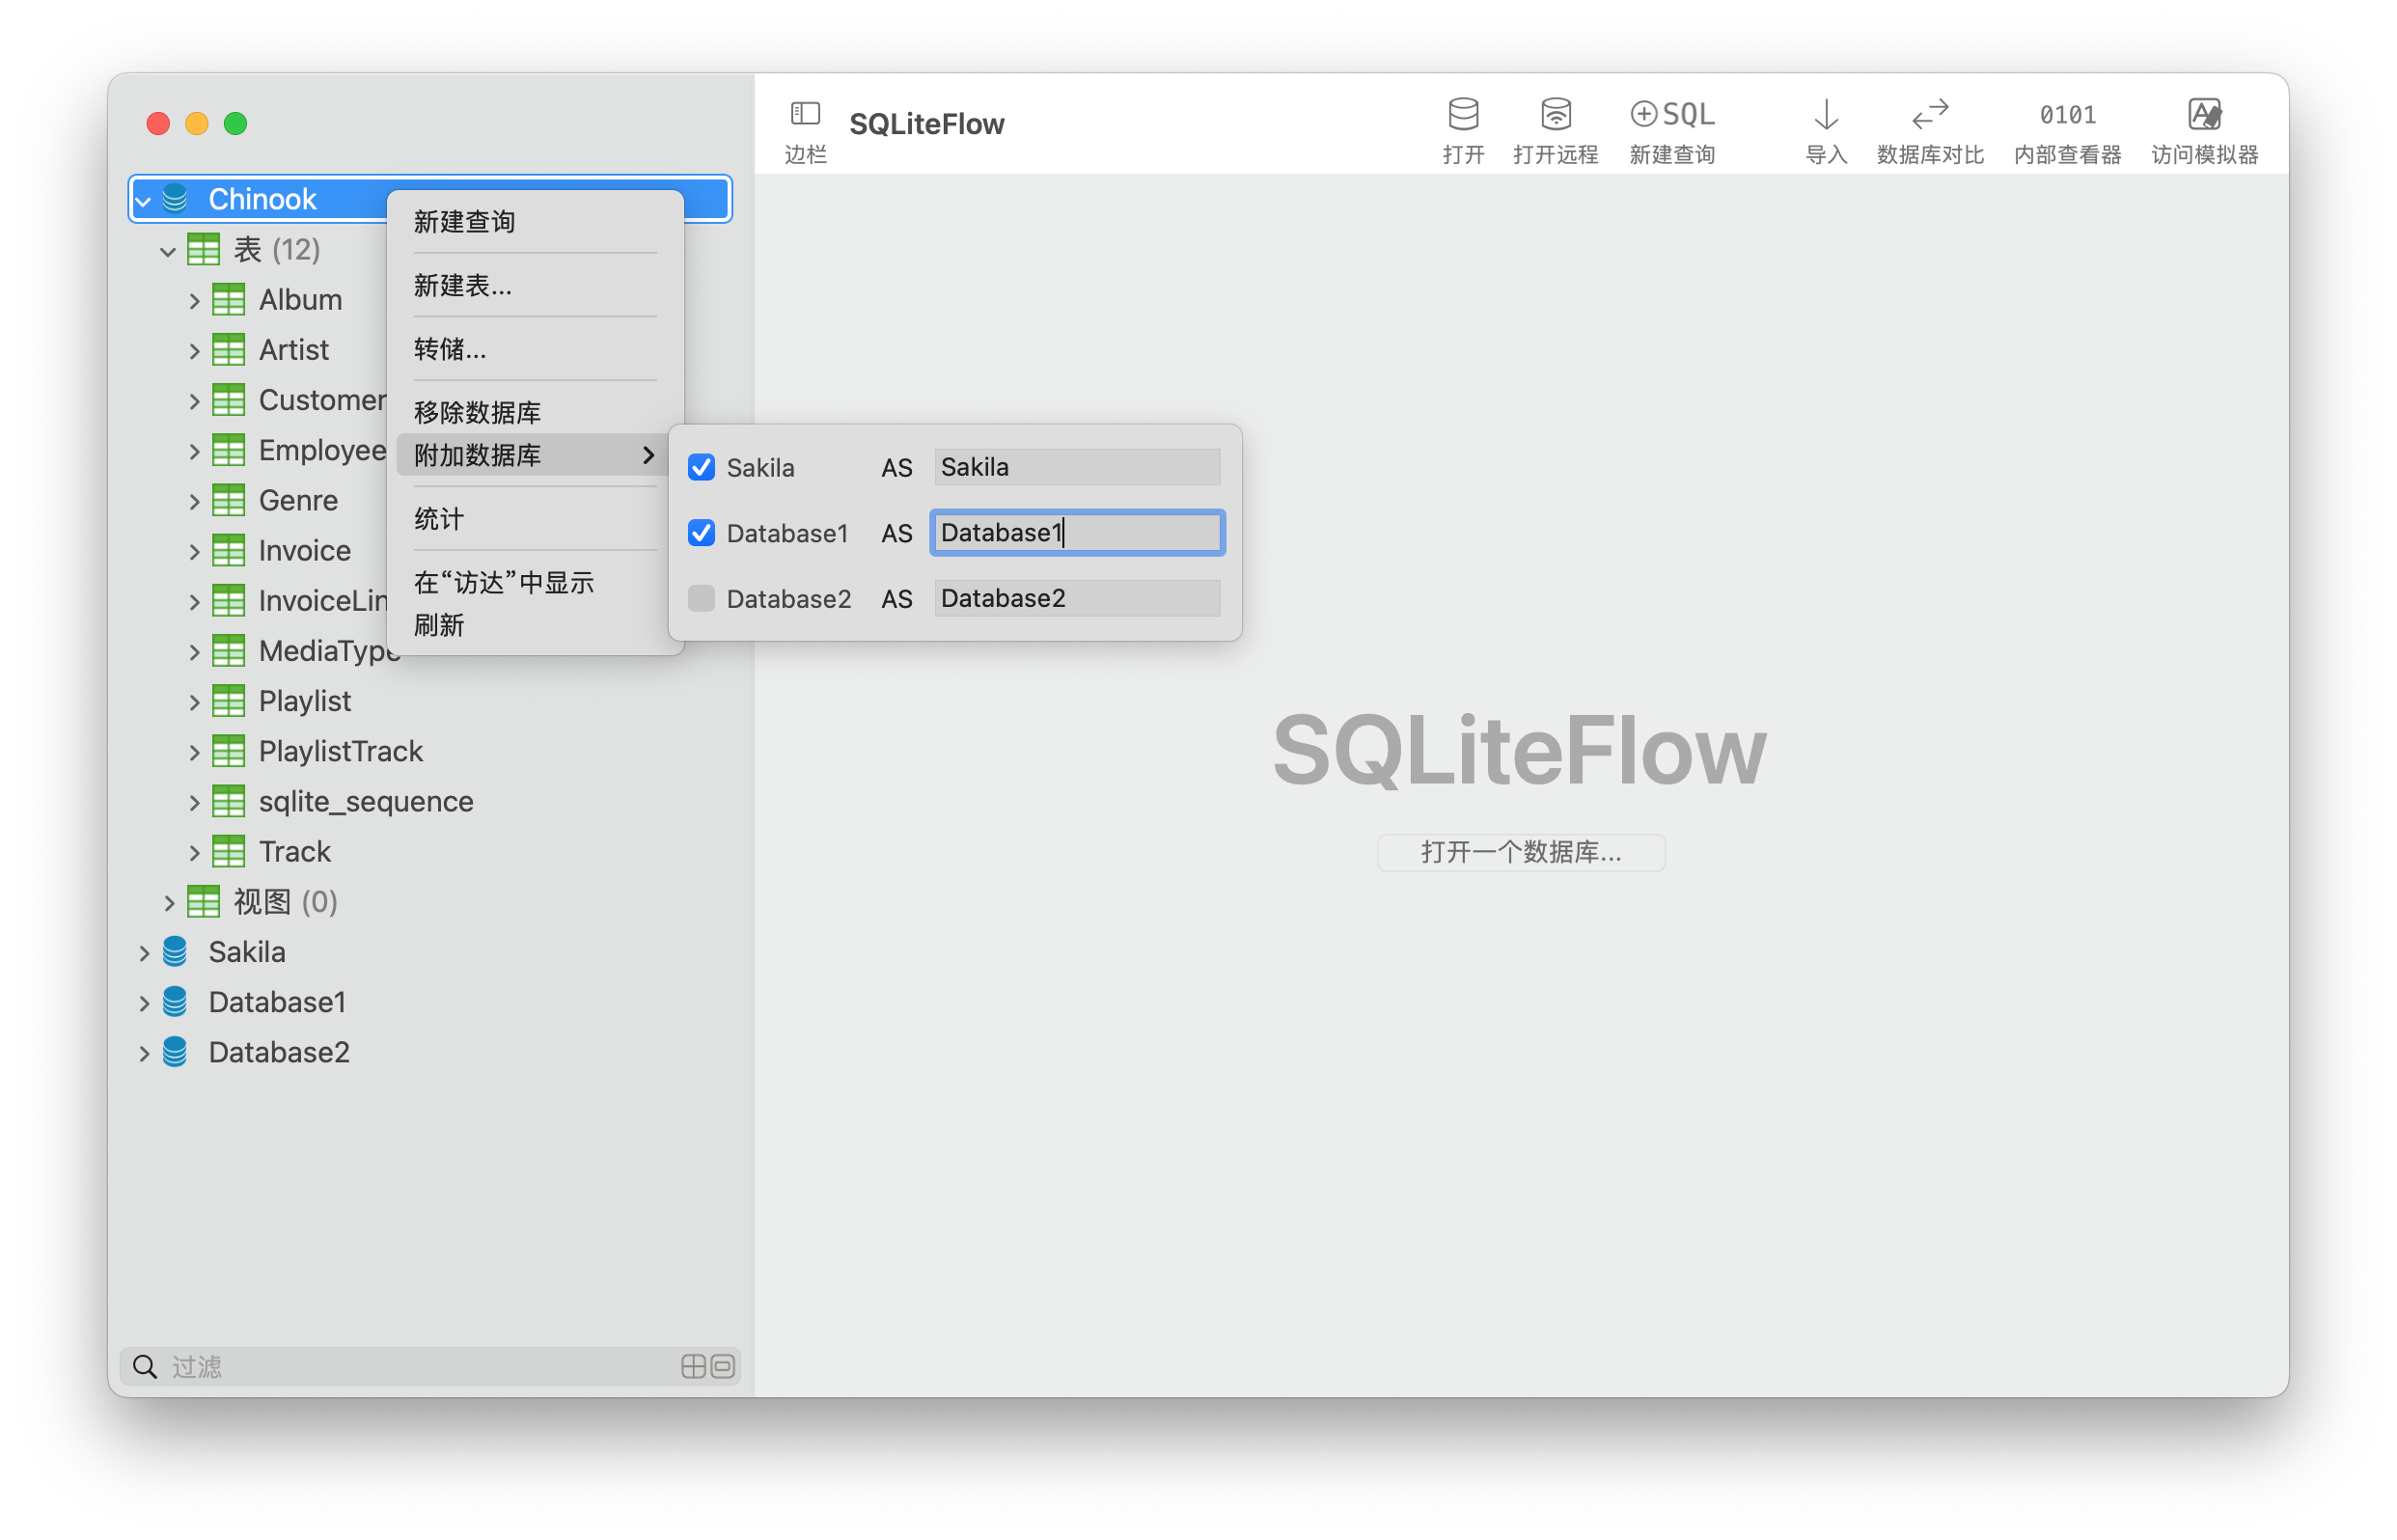 SQLiteFlow
边栏
打开
打开远程
SQL
新建查询
导入
数据库对比
0101
内部查看器
访问模拟器
Chinook
表 (12)
Album
Artist
Customer
Employee
Genre
Invoice
InvoiceLin
MediaType
Playlist
PlaylistTrack
sqlite_sequence
Track
视图 (0)
Sakila
Database1
Database2
过滤
新建查询
新建表...
转储...
移除数据库
附加数据库
统计
在“访达”中显示
刷新
Sakila AS Sakila
Database1 AS Database1
Database2 AS Database2
SQLiteFlow
打开一个数据库...